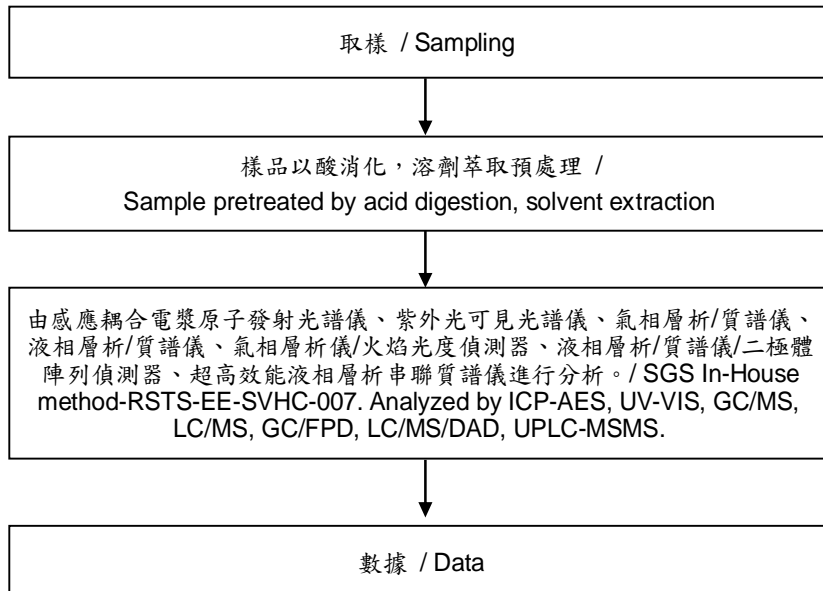 取樣 / Sampling
樣品以酸消化，溶劑萃取預處理 /
Sample pretreated by acid digestion, solvent extraction
由感應耦合電漿原子發射光譜儀、紫外光可見光譜儀、氣相層析/質譜儀、
液相層析/質譜儀、氣相層析儀/火焰光度偵測器、液相層析/質譜儀/二極體
陣列偵測器、超高效能液相層析串聯質譜儀進行分析。/ SGS In-House
method-RSTS-EE-SVHC-007. Analyzed by ICP-AES, UV-VIS, GC/MS,
LC/MS, GC/FPD, LC/MS/DAD, UPLC-MSMS.
數據 / Data